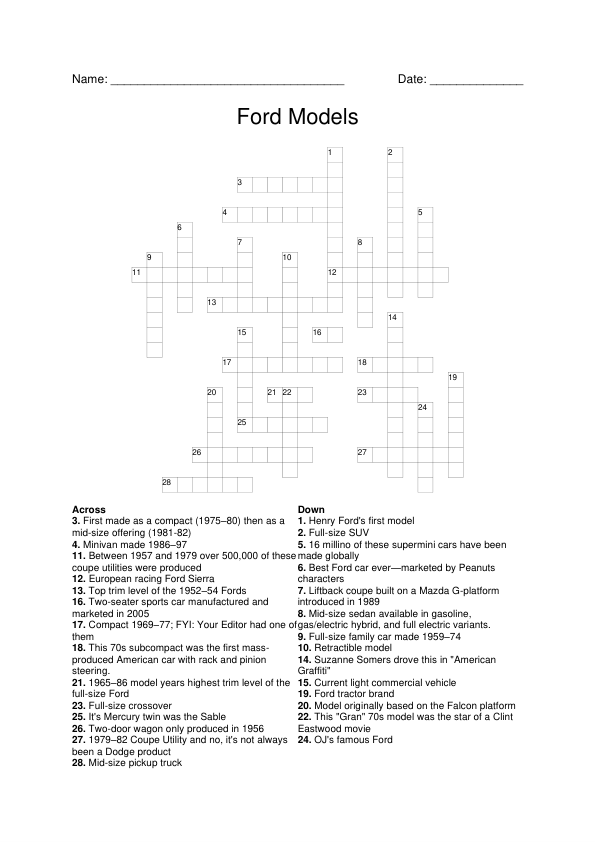 Name: ___________________________________ Date: ______________
Ford Models
1 2
3
4 5
6
7 8
9 10
11 12
13
14
15 16
17 18
19
20 21 22 23
24
25
26 27
28
Across
3. First made as a compact (1975–80) then as a
mid-size offering (1981-82)
4. Minivan made 1986–97
11. Between 1957 and 1979 over 500,000 of these
coupe utilities were produced
12. European racing Ford Sierra
13. Top trim level of the 1952–54 Fords
16. Two-seater sports car manufactured and
marketed in 2005
17. Compact 1969–77; FYI: Your Editor had one of
them
18. This 70s subcompact was the first mass-
produced American car with rack and pinion
steering.
21. 1965–86 model years highest trim level of the
full-size Ford
23. Full-size crossover
25. It's Mercury twin was the Sable
26. Two-door wagon only produced in 1956
27. 1979–82 Coupe Utility and no, it's not always
been a Dodge product
28. Mid-size pickup truck
Down
1. Henry Ford's first model
2. Full-size SUV
5. 16 millino of these supermini cars have been
made globally
6. Best Ford car ever—marketed by Peanuts
characters
7. Liftback coupe built on a Mazda G-platform
introduced in 1989
8. Mid-size sedan available in gasoline,
gas/electric hybrid, and full electric variants.
9. Full-size family car made 1959–74
10. Retractible model
14. Suzanne Somers drove this in "American
Graffiti"
15. Current light commercial vehicle
19. Ford tractor brand
20. Model originally based on the Falcon platform
22. This "Gran" 70s model was the star of a Clint
Eastwood movie
24. OJ's famous Ford